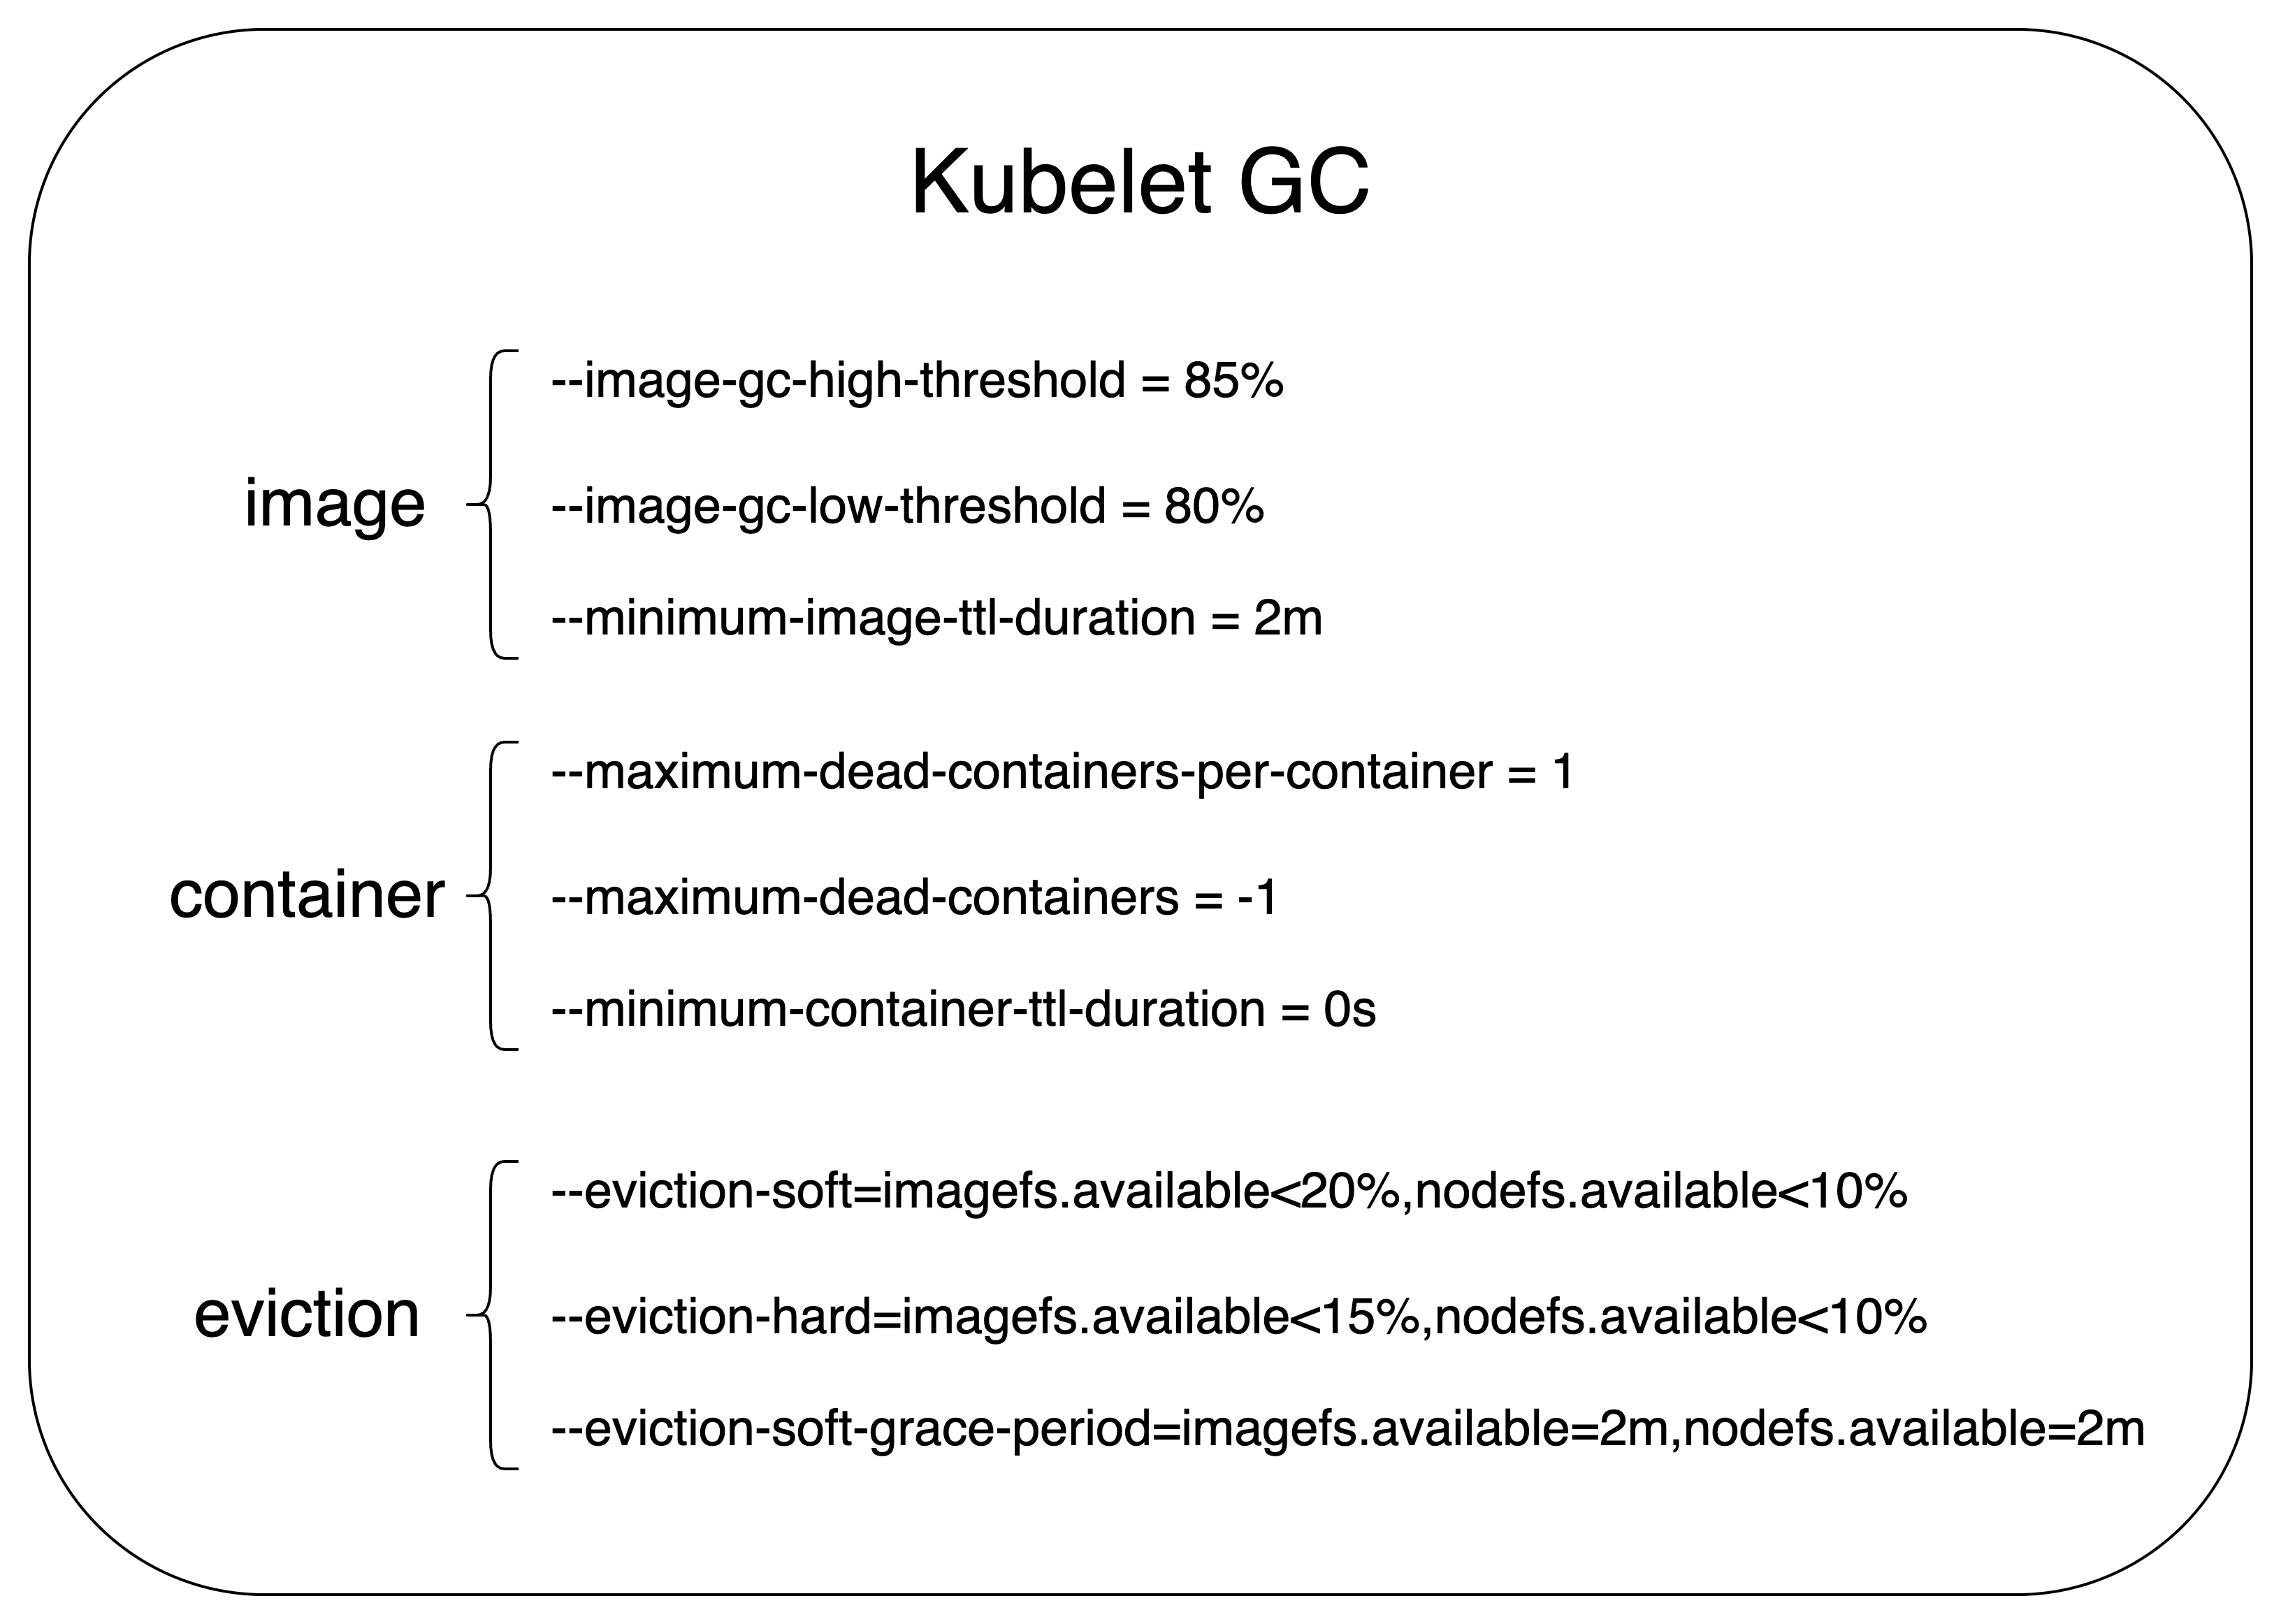 Kubelet GC
image
--image-gc-high-threshold = 85%
--image-gc-low-threshold = 80%
--minimum-image-ttl-duration = 2m
container
--maximum-dead-containers-per-container = 1
--maximum-dead-containers = -1
--minimum-container-ttl-duration = 0s
eviction
--eviction-soft=imagefs.available<20%,nodefs.available<10%
--eviction-hard=imagefs.available<15%,nodefs.available<10%
--eviction-soft-grace-period=imagefs.available=2m,nodefs.available=2m